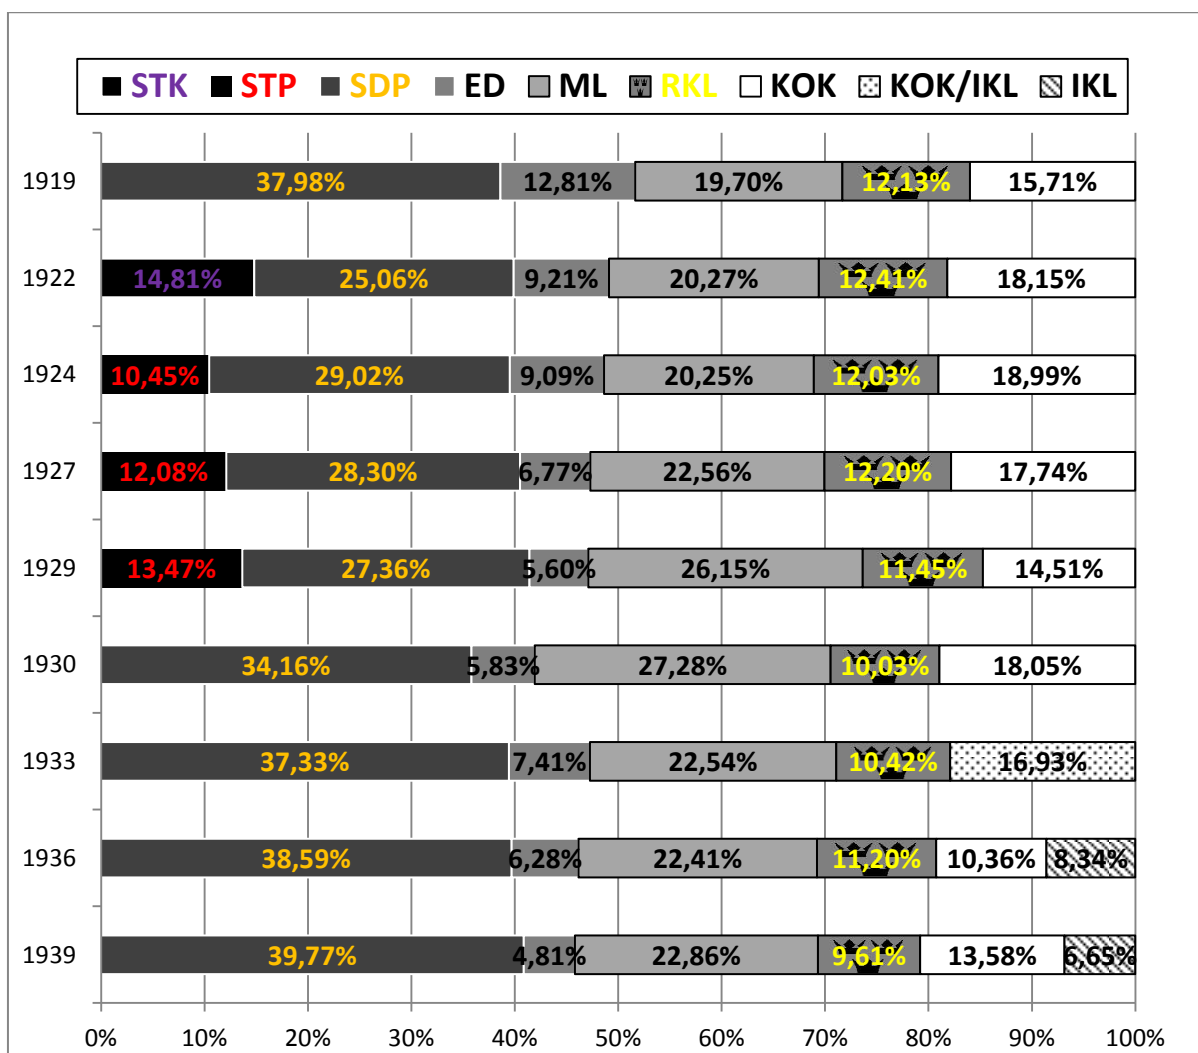 STK STP SDP ED ML RKL KOK KOK/IKL IKL
1919 37,98% 12,81% 19,70% 12,13% 15,71%
1922 14,81% 25,06% 9,21% 20,27% 12,41% 18,15%
1924 10,45% 29,02% 9,09% 20,25% 12,03% 18,99%
1927 12,08% 28,30% 6,77% 22,56% 12,20% 17,74%
1929 13,47% 27,36% 5,60% 26,15% 11,45% 14,51%
1930 34,16% 5,83% 27,28% 10,03% 18,05%
1933 37,33% 7,41% 22,54% 10,42% 16,93%
1936 38,59% 6,28% 22,41% 11,20% 10,36% 8,34%
1939 39,77% 4,81% 22,86% 9,61% 13,58% 6,65%
0% 10% 20% 30% 40% 50% 60% 70% 80% 90% 100%